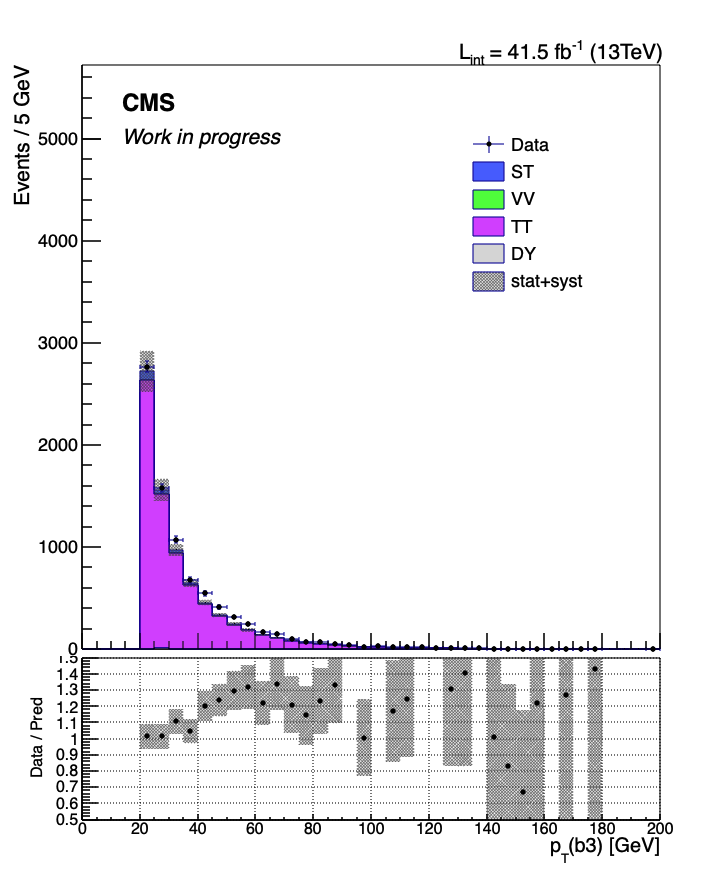 L_int = 41.5 fb⁻¹ (13TeV)
Events / 5 GeV
CMS
Work in progress
Data
ST
VV
TT
DY
stat+syst
5000
4000
3000
2000
1000
0
Data / Pred
1.5
1.4
1.3
1.2
1.1
1
0.9
0.8
0.7
0.6
0.5
0 20 40 60 80 100 120 140 160 180 200
p_T(b3) [GeV]